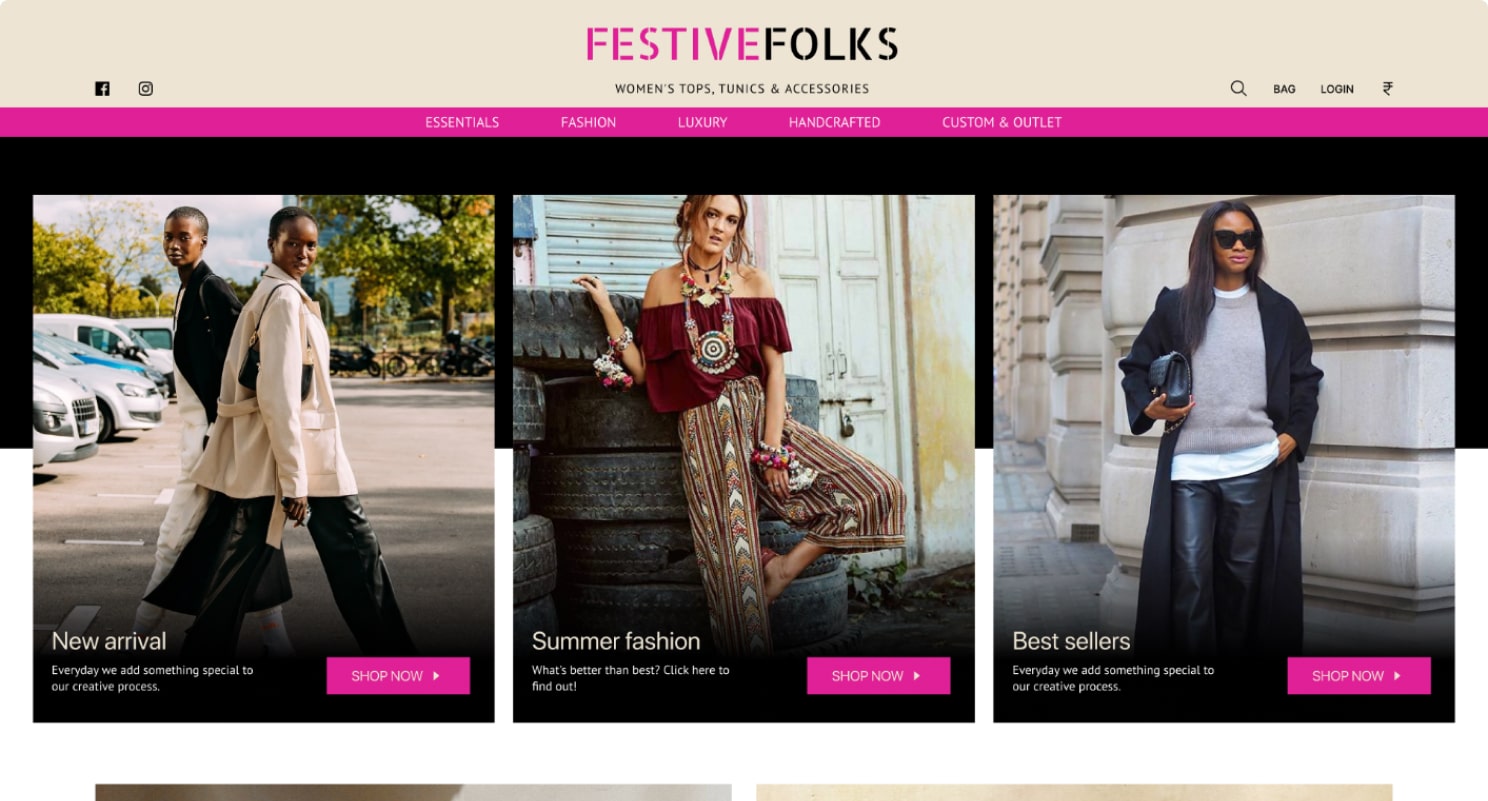 FESTIVEFOLKS
WOMEN'S TOPS, TUNICS & ACCESSORIES
BAG
LOGIN
₹
ESSENTIALS
FASHION
LUXURY
HANDCRAFTED
CUSTOM & OUTLET
New arrival
Everyday we add something special to
our creative process.
SHOP NOW
Summer fashion
What's better than best? Click here to
find out!
SHOP NOW
Best sellers
Everyday we add something special to
our creative process.
SHOP NOW